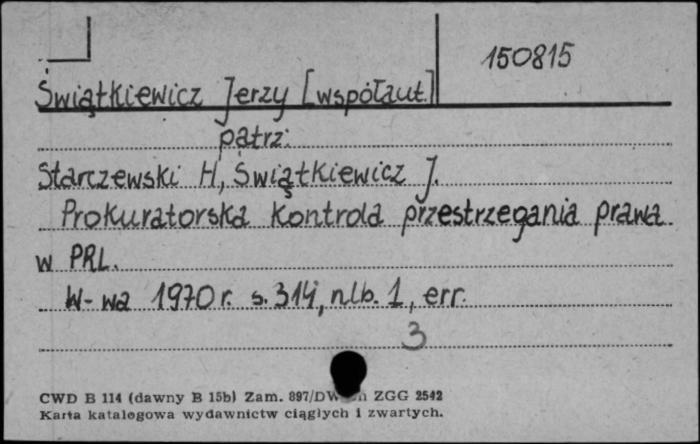 150815
Świątkiewicz Jerzy [współaut.]
patrz:
Starczewski H., Świątkiewicz J.
Prokuratorska kontrola przestrzegania prawa
w PRL.
W-wa 1970 r. s. 314, nlb. 1, err.
3
CWD B 114 (dawny B 15b) Zam. 897/DW ZGG 2542
Karta katalogowa wydawnictw ciągłych i zwartych.